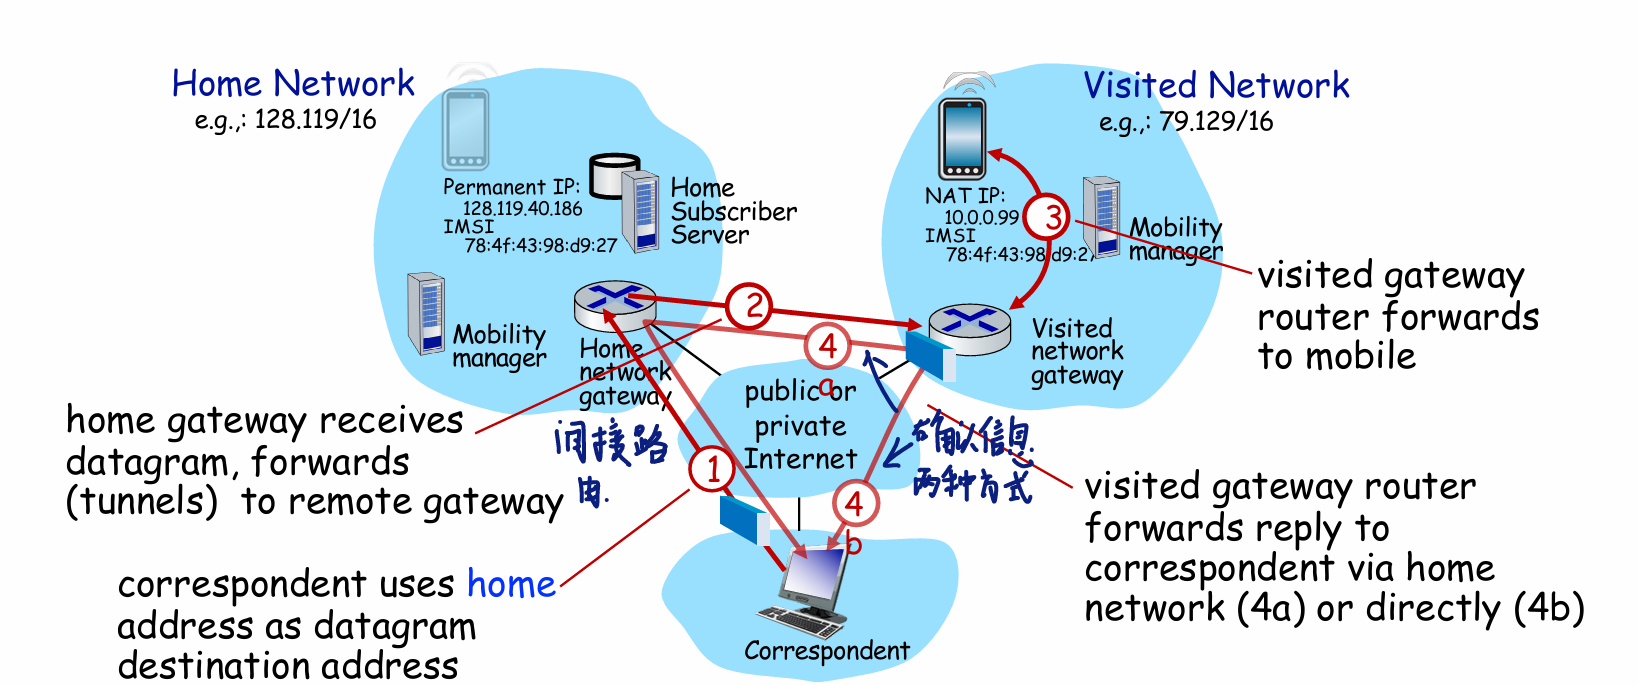 Home Network
e.g.,: 128.119/16
Visited Network
e.g.,: 79.129/16
Permanent IP:
128.119.40.186
IMSI
78:4f:43:98:d9:27
Home
Subscriber
Server
Mobility
manager
Home
network
gateway
NAT IP:
10.0.0.99
IMSI
78:4f:43:98:d9:27
Mobility
manager
Visited
network
gateway
1
2
3
4
a
4
b
public or
private
Internet
Correspondent
visited gateway
router forwards
to mobile
home gateway receives
datagram, forwards
(tunnels) to remote gateway
间接路
由.
确认信息
两种方式
correspondent uses home
address as datagram
destination address
visited gateway router
forwards reply to
correspondent via home
network (4a) or directly (4b)